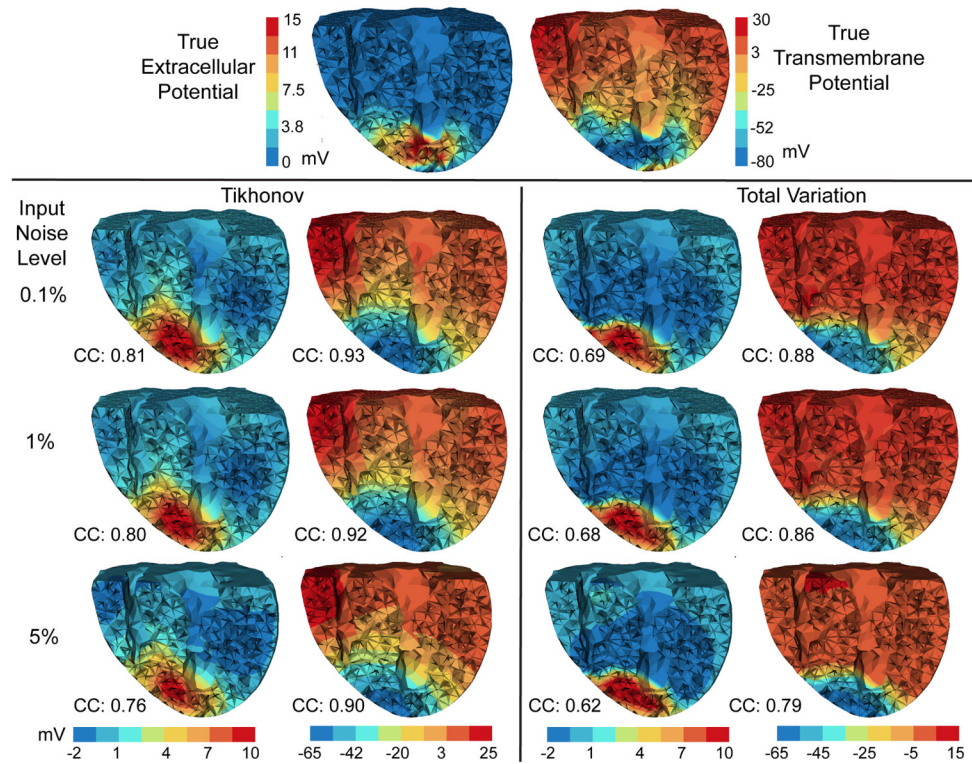 True
Extracellular
Potential
15
11
7.5
3.8
0 mV
30
3
-25
-52
-80 mV
True
Transmembrane
Potential
Input
Noise
Level
Tikhonov
Total Variation
0.1%
CC: 0.81
CC: 0.93
CC: 0.69
CC: 0.88
1%
CC: 0.80
CC: 0.92
CC: 0.68
CC: 0.86
5%
CC: 0.76
CC: 0.90
CC: 0.62
CC: 0.79
mV
-2 1 4 7 10
-65 -42 -20 3 25
-2 1 4 7 10
-65 -45 -25 -5 15